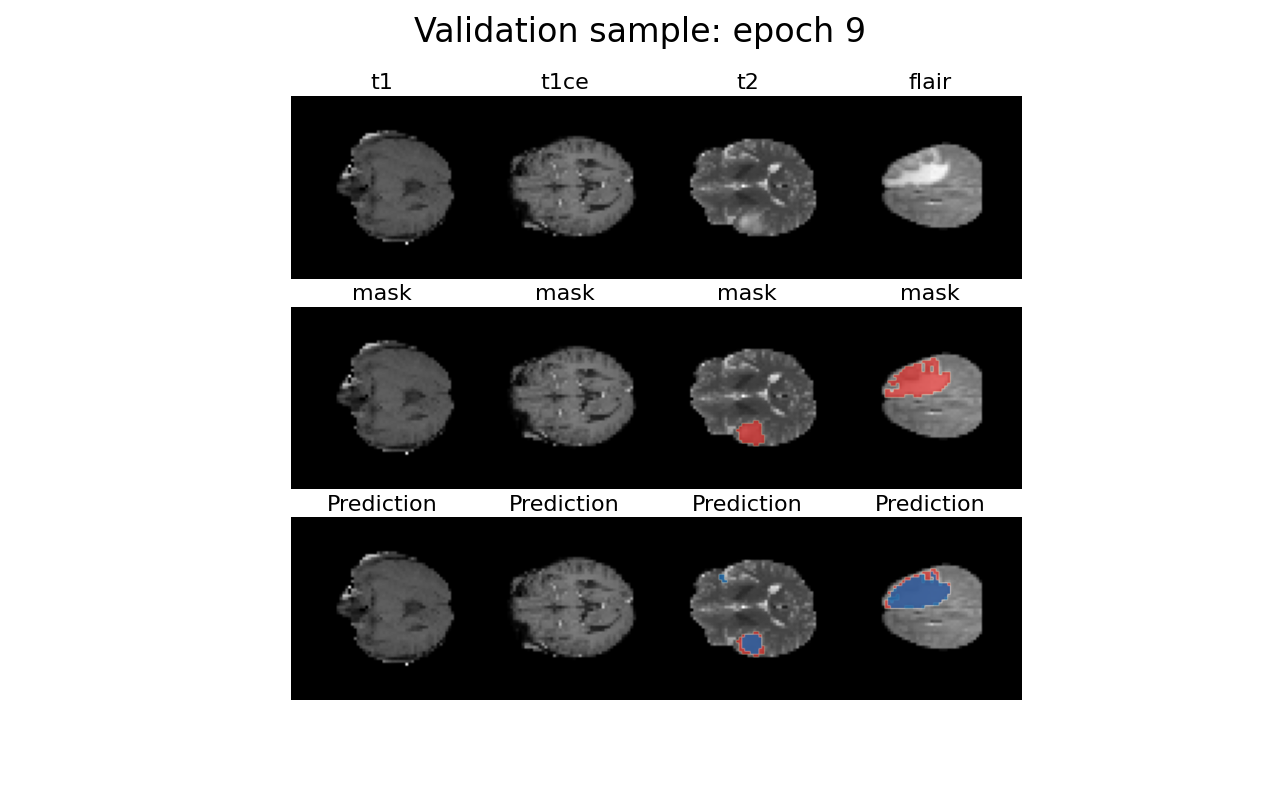 Validation sample: epoch 9
t1 t1ce t2 flair
mask mask mask mask
Prediction Prediction Prediction Prediction